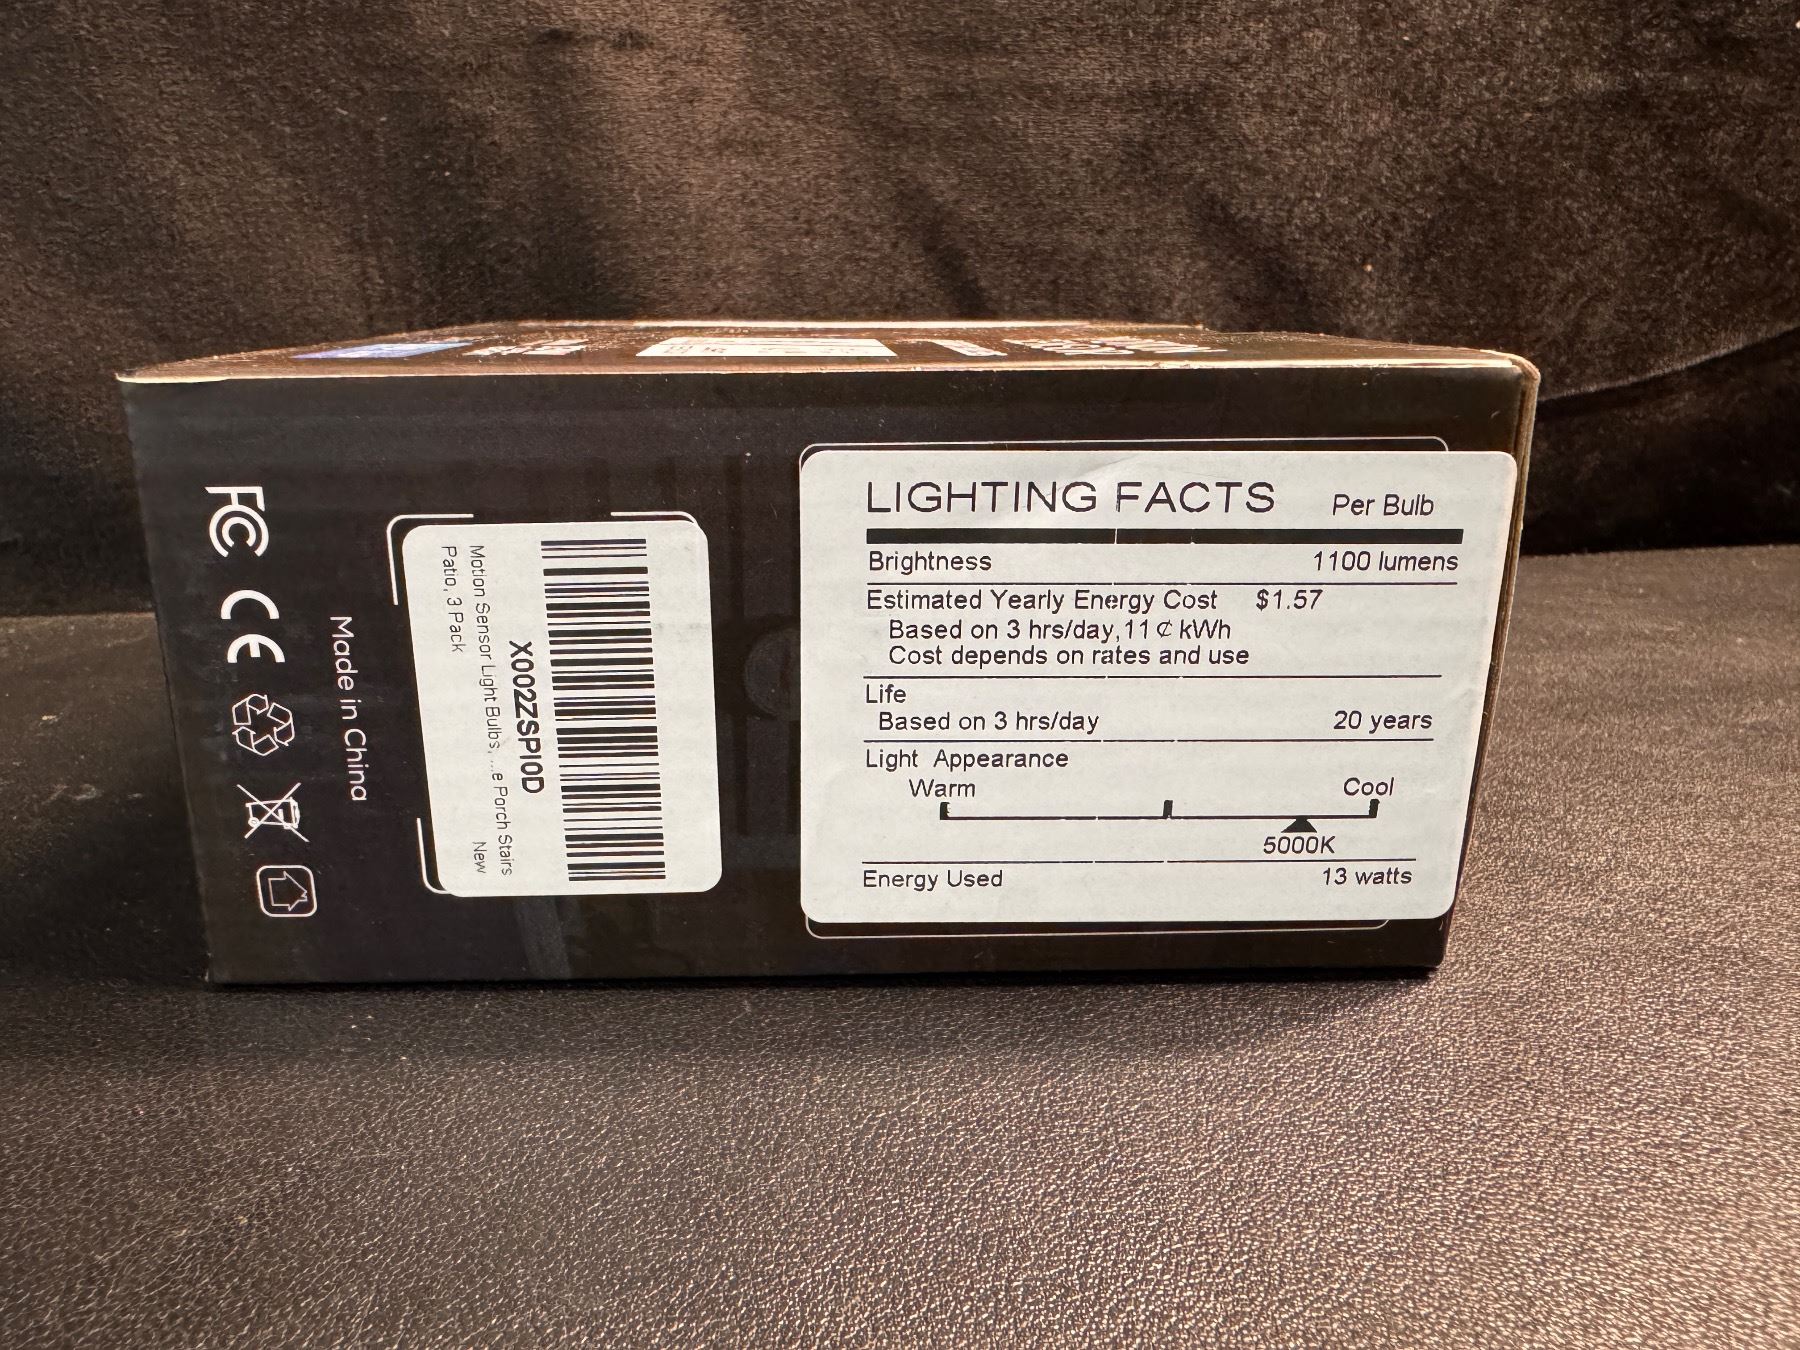 FC CE
Made in China
X002ZSPI0D
Motion Sensor Light Bulbs, ...e Porch Stairs
Patio, 3 Pack
New
LIGHTING FACTS Per Bulb
Brightness 1100 lumens
Estimated Yearly Energy Cost $1.57
Based on 3 hrs/day, 11 ¢ kWh
Cost depends on rates and use
Life
Based on 3 hrs/day 20 years
Light Appearance
Warm Cool
5000K
Energy Used 13 watts